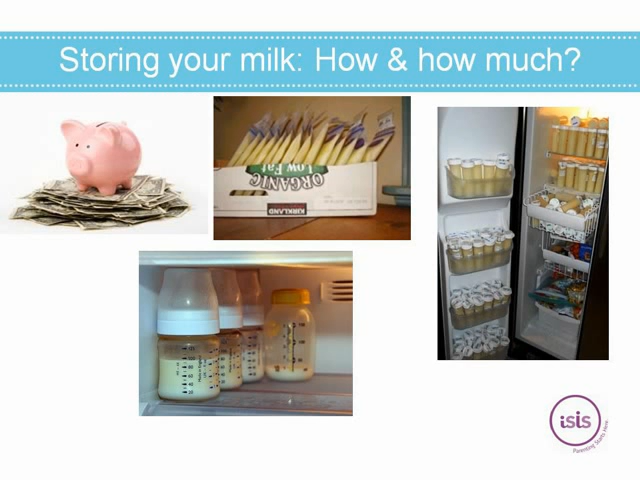 Storing your milk: How & how much?
ORGANIC
Low Fat
KIRKLAND
isis
Parenting Starts Here.